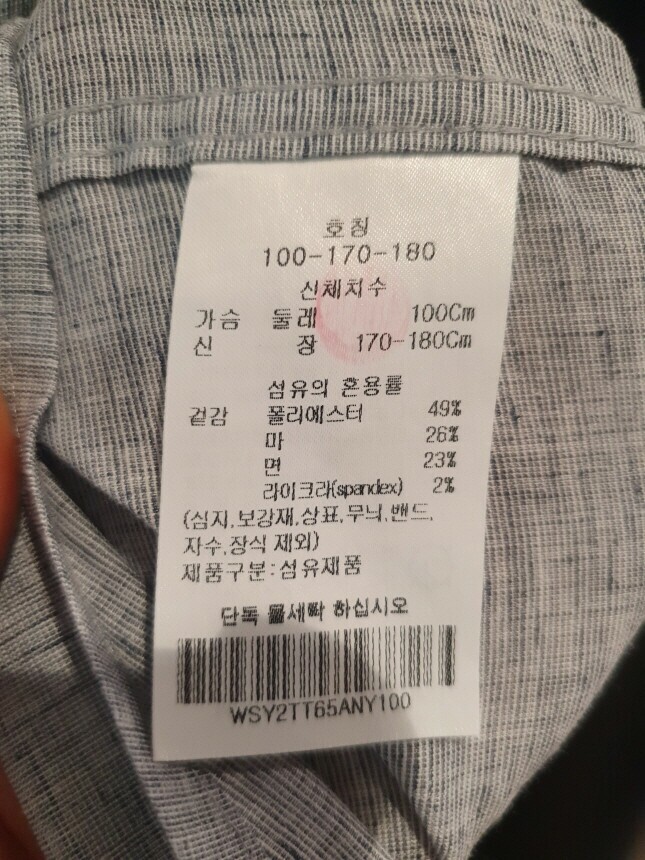 호칭
100-170-180
신체치수
가슴 둘레 100Cm
신 장 170-180Cm
섬유의 혼용률
겉감 폴리에스터 49%
마 26%
면 23%
라이크라(spandex) 2%
(심지,보강재,상표,무늬,밴드,
자수,장식 제외)
제품구분:섬유제품
단독 물세탁 하십시오
WSY2TT65ANY100